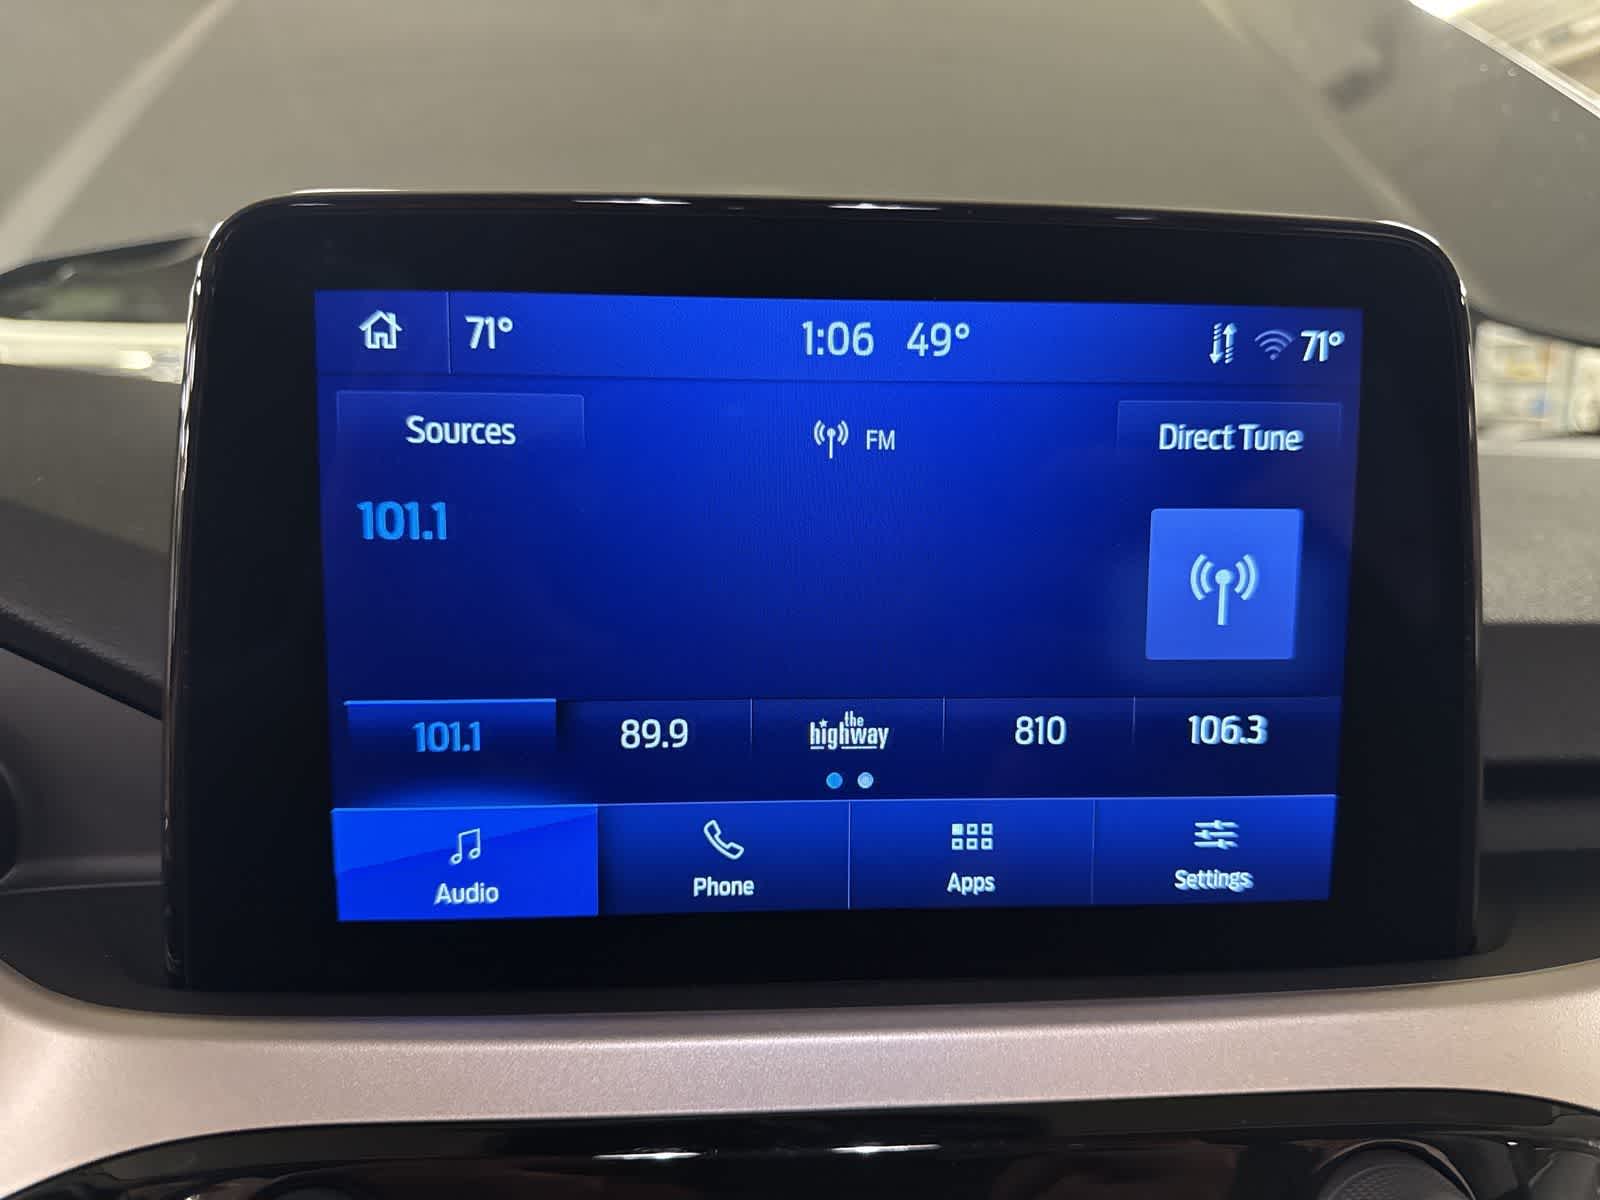 71° 1:06 49° 71°
Sources FM Direct Tune
101.1
101.1 89.9 the highway 810 106.3
Audio Phone Apps Settings